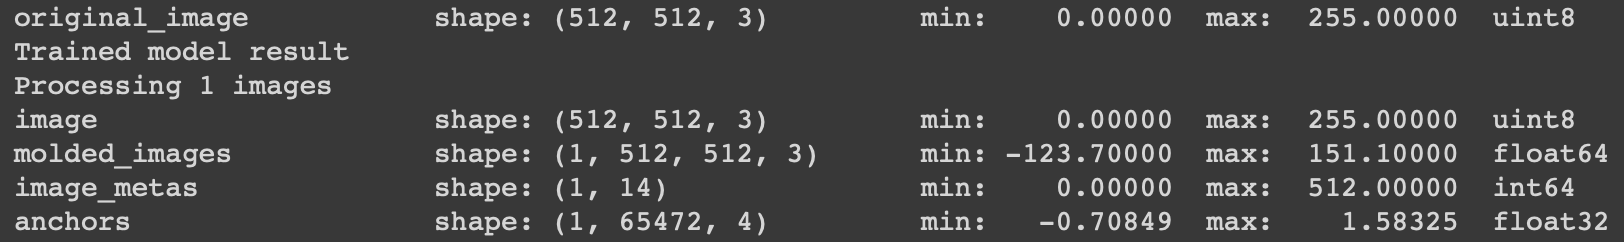 original_image           shape: (512, 512, 3)         min:    0.00000  max:  255.00000  uint8
Trained model result
Processing 1 images
image                    shape: (512, 512, 3)         min:    0.00000  max:  255.00000  uint8
molded_images            shape: (1, 512, 512, 3)      min: -123.70000  max:  151.10000  float64
image_metas              shape: (1, 14)               min:    0.00000  max:  512.00000  int64
anchors                  shape: (1, 65472, 4)         min:   -0.70849  max:    1.58325  float32